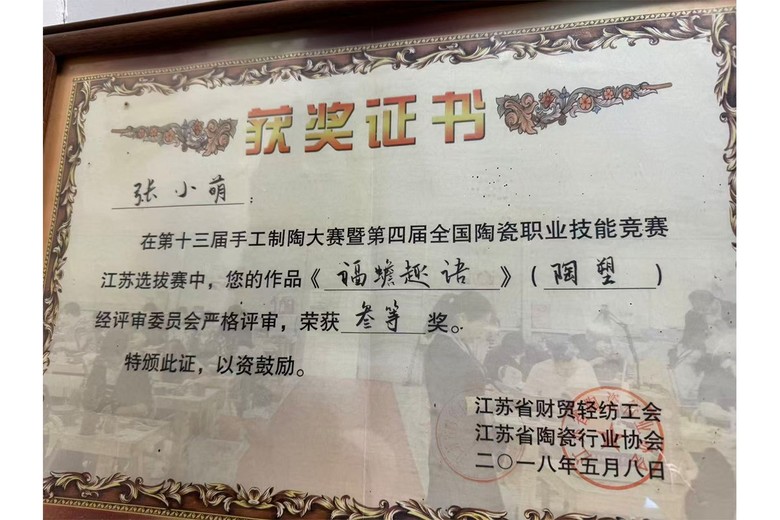 获奖证书
张小萌：
在第十三届手工制陶大赛暨第四届全国陶瓷职业技能竞赛
江苏选拔赛中，您的作品《福蟾趣语》（陶塑）
经评审委员会严格评审，荣获叁等奖。
特颁此证，以资鼓励。
江苏省财贸轻纺工会
江苏省陶瓷行业协会
二〇一八年五月八日